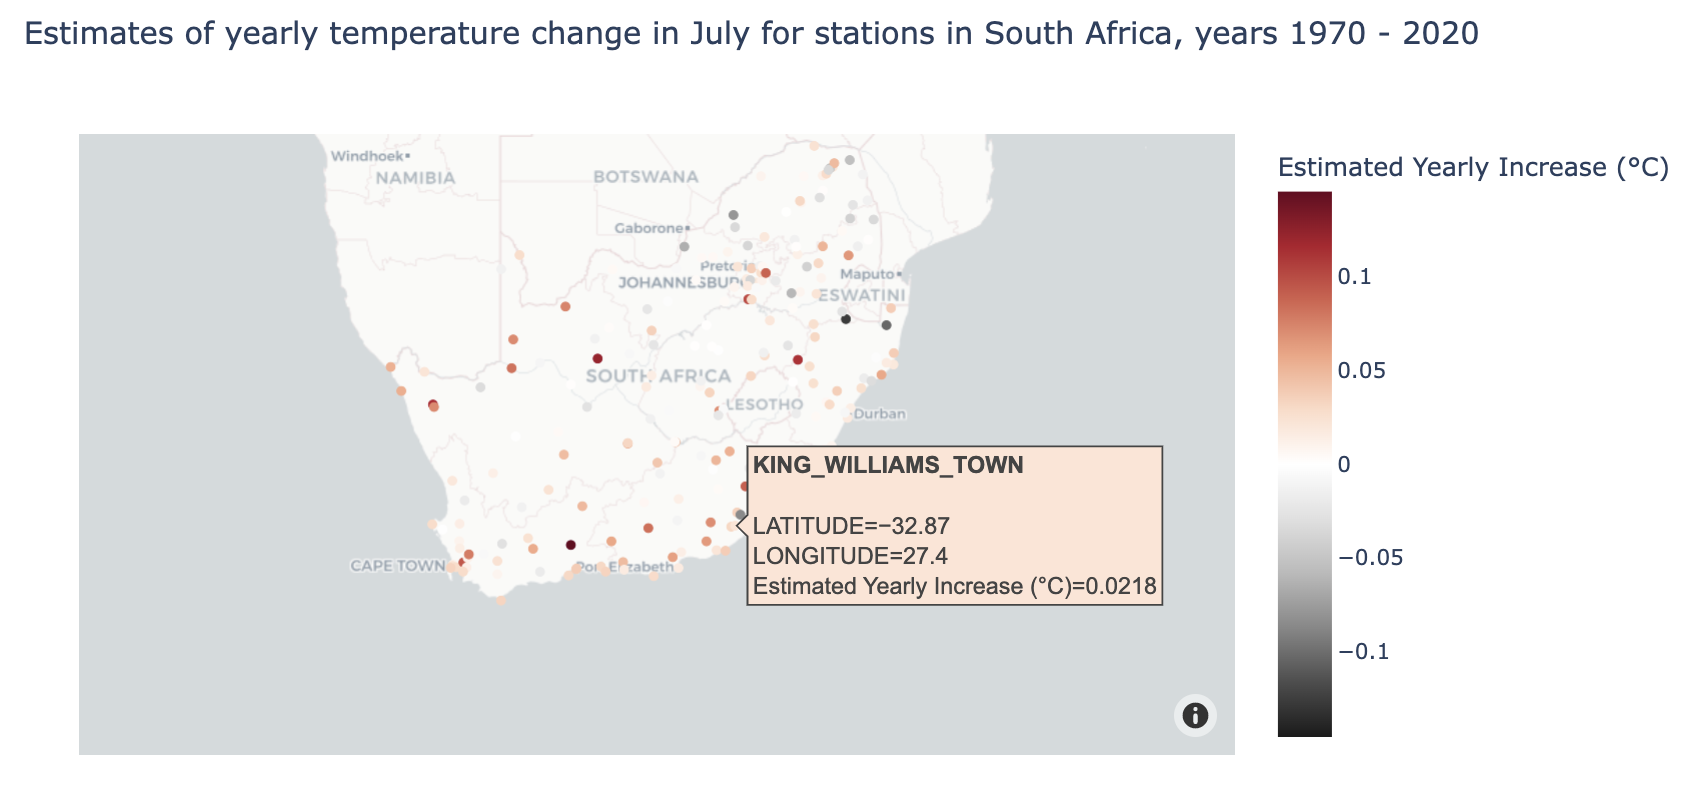 Estimates of yearly temperature change in July for stations in South Africa, years 1970 - 2020
Estimated Yearly Increase (°C)
0.1
0.05
0
−0.05
−0.1
Windhoek
NAMIBIA
BOTSWANA
Gaborone
JOHANNESBURG
Maputo
ESWATINI
SOUTH AFRICA
LESOTHO
Durban
CAPE TOWN
Port Elizabeth
KING_WILLIAMS_TOWN
LATITUDE=−32.87
LONGITUDE=27.4
Estimated Yearly Increase (°C)=0.0218